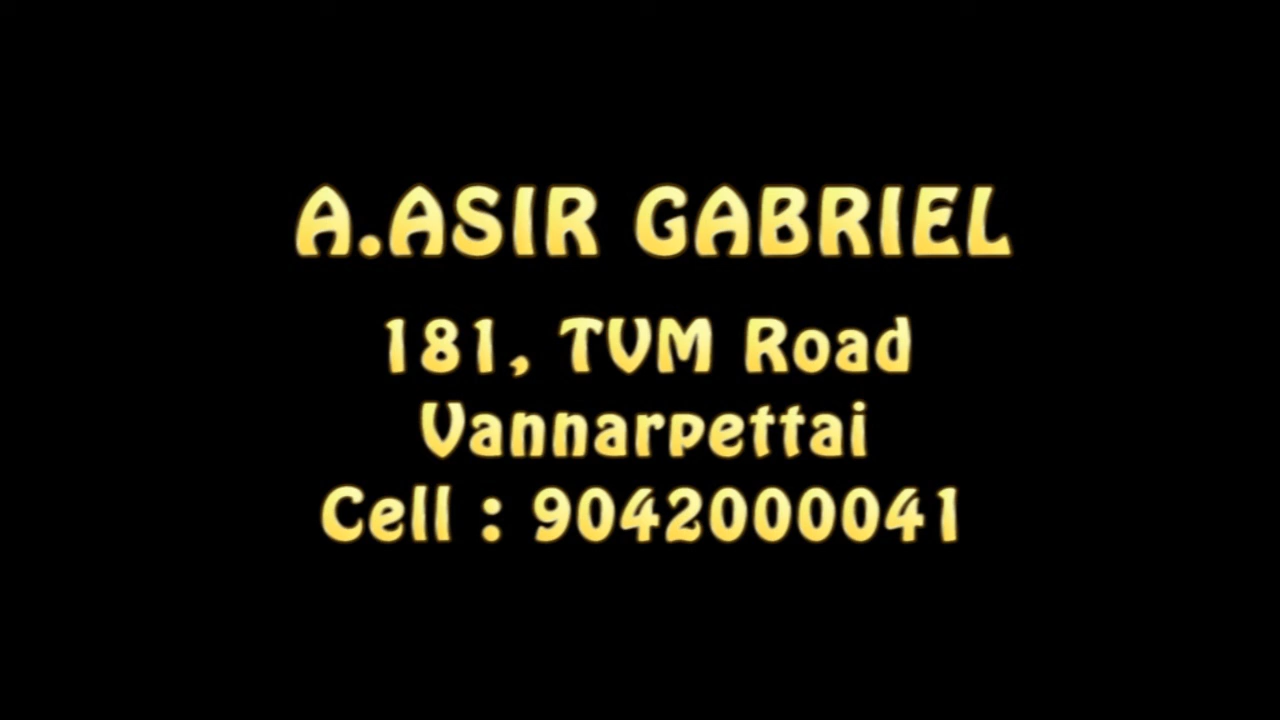 A.ASIR GABRIEL
181, TVM Road
Vannarpettai
Cell : 9042000041